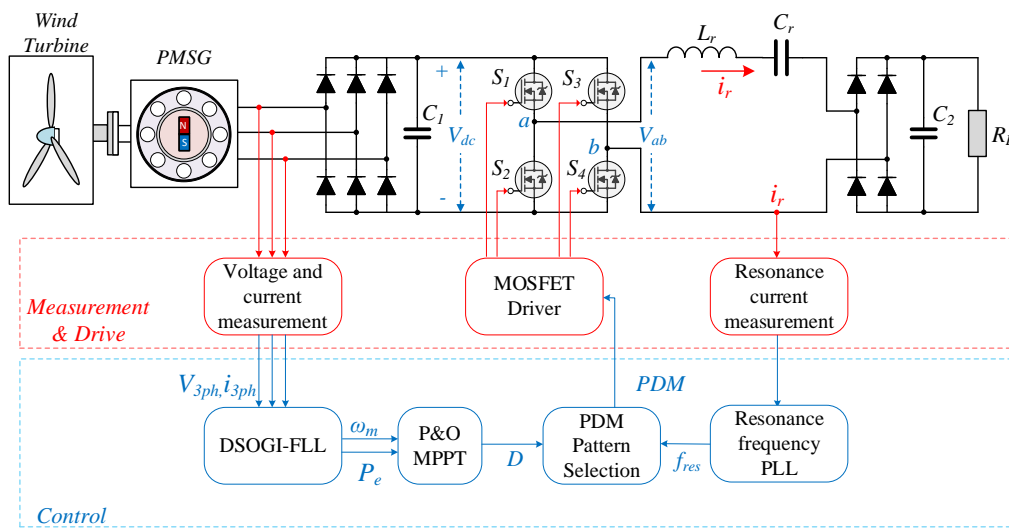 Wind
Turbine
PMSG
N
S
C1
+
Vdc
-
S1
S3
a
b
S2
S4
Vab
Lr
Cr
ir
C2
ir
Measurement
& Drive
Voltage and
current
measurement
MOSFET
Driver
Resonance
current
measurement
V3ph,i3ph
PDM
DSOGI-FLL
ωm
Pe
P&O
MPPT
D
PDM
Pattern
Selection
fres
Resonance
frequency
PLL
Control